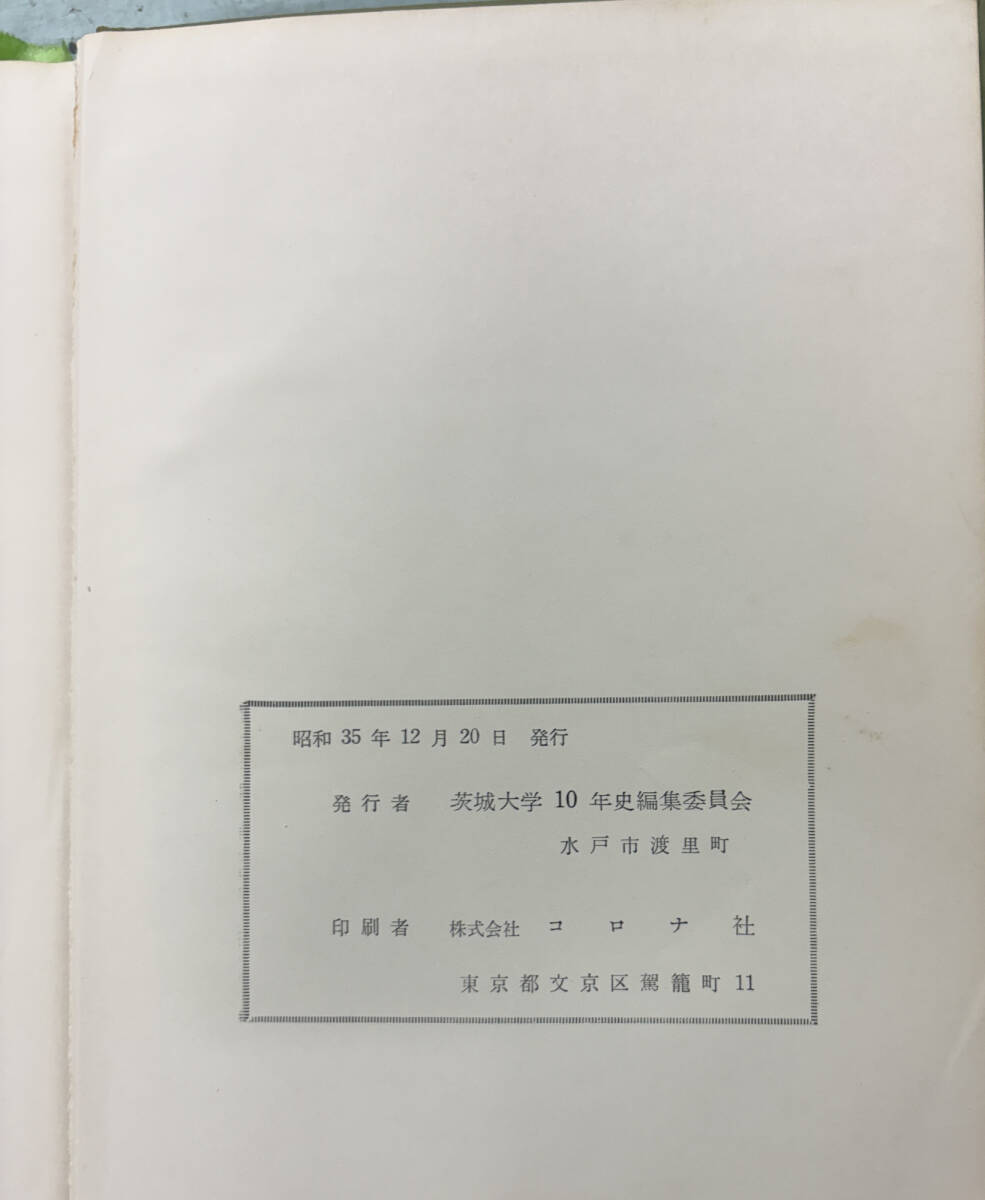 昭和 35 年 12 月 20 日 発行
発行者 茨城大学 10 年史編集委員会
水戸市渡里町
印刷者 株式会社 コロナ社
東京都文京区駕籠町 11